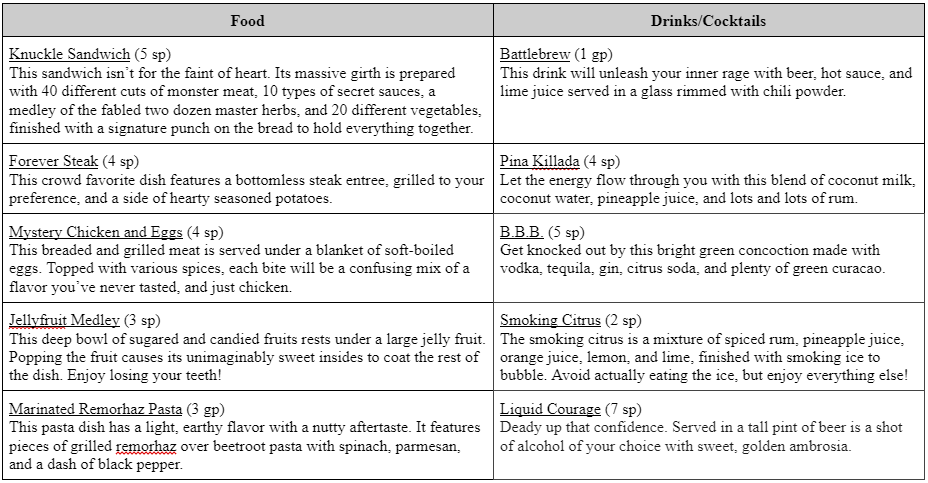 Food
Drinks/Cocktails
Knuckle Sandwich (5 sp)
This sandwich isn't for the faint of heart. Its massive girth is prepared
with 40 different cuts of monster meat, 10 types of secret sauces, a
medley of the fabled two dozen master herbs, and 20 different vegetables,
finished with a signature punch on the bread to hold everything together.
Battlebrew (1 gp)
This drink will unleash your inner rage with beer, hot sauce, and
lime juice served in a glass rimmed with chili powder.
Forever Steak (4 sp)
This crowd favorite dish features a bottomless steak entree, grilled to your
preference, and a side of hearty seasoned potatoes.
Pina Killada (4 sp)
Let the energy flow through you with this blend of coconut milk,
coconut water, pineapple juice, and lots and lots of rum.
Mystery Chicken and Eggs (4 sp)
This breaded and grilled meat is served under a blanket of soft-boiled
eggs. Topped with various spices, each bite will be a confusing mix of a
flavor you've never tasted, and just chicken.
B.B.B. (5 sp)
Get knocked out by this bright green concoction made with
vodka, tequila, gin, citrus soda, and plenty of green curacao.
Jellyfruit Medley (3 sp)
This deep bowl of sugared and candied fruits rests under a large jelly fruit.
Popping the fruit causes its unimaginably sweet insides to coat the rest of
the dish. Enjoy losing your teeth!
Smoking Citrus (2 sp)
The smoking citrus is a mixture of spiced rum, pineapple juice,
orange juice, lemon, and lime, finished with smoking ice to
bubble. Avoid actually eating the ice, but enjoy everything else!
Marinated Remorhaz Pasta (3 gp)
This pasta dish has a light, earthy flavor with a nutty aftertaste. It features
pieces of grilled remorhaz over beetroot pasta with spinach, parmesan,
and a dash of black pepper.
Liquid Courage (7 sp)
Deady up that confidence. Served in a tall pint of beer is a shot
of alcohol of your choice with sweet, golden ambrosia.